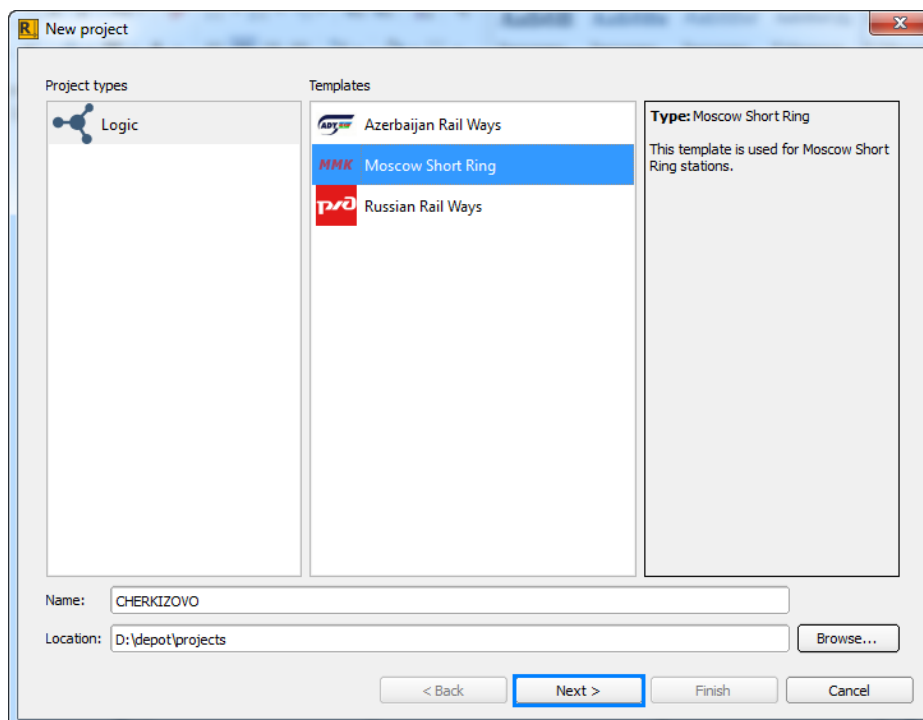 New project
Project types
Templates
Logic
ADY
Azerbaijan Rail Ways
ММК Moscow Short Ring
Russian Rail Ways
Type: Moscow Short Ring
This template is used for Moscow Short
Ring stations.
Name: CHERKIZOVO
Location: D:\depot\projects
Browse...
< Back
Next >
Finish
Cancel